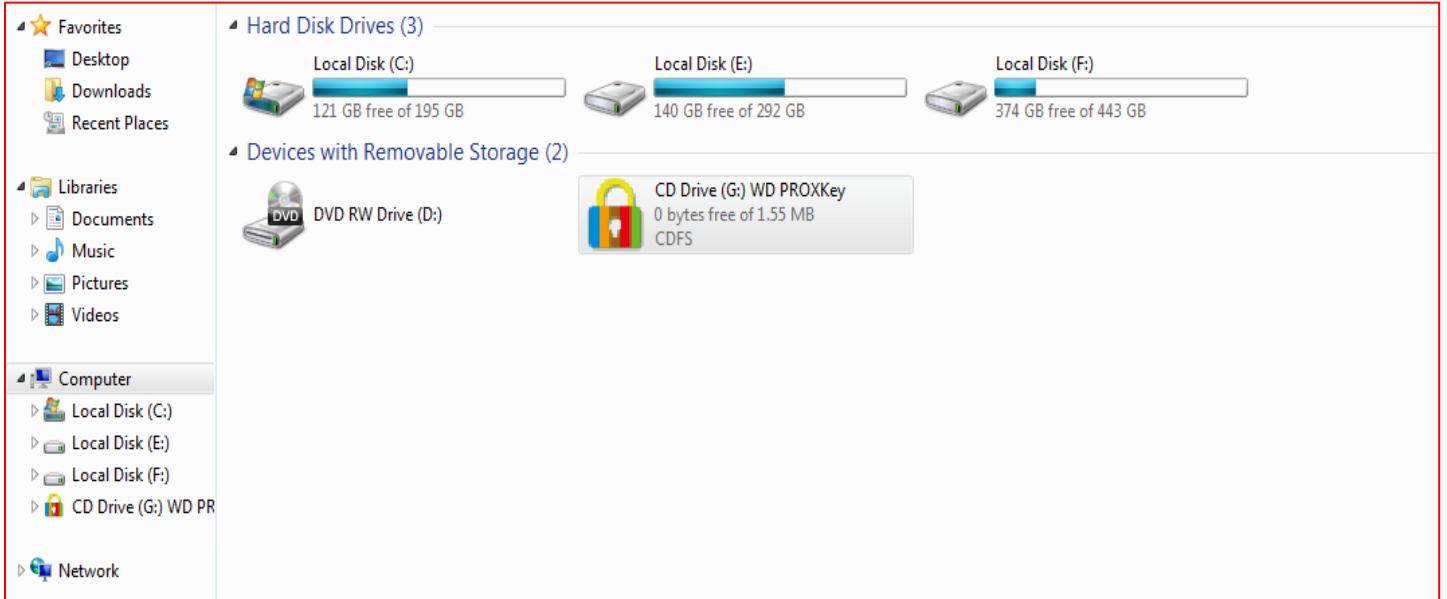 Favorites
Desktop
Downloads
Recent Places
Libraries
Documents
Music
Pictures
Videos
Computer
Local Disk (C:)
Local Disk (E:)
Local Disk (F:)
CD Drive (G:) WD PR
Network
Hard Disk Drives (3)
Local Disk (C:)
121 GB free of 195 GB
Local Disk (E:)
140 GB free of 292 GB
Local Disk (F:)
374 GB free of 443 GB
Devices with Removable Storage (2)
DVD
DVD RW Drive (D:)
CD Drive (G:) WD PROXKey
0 bytes free of 1.55 MB
CDFS